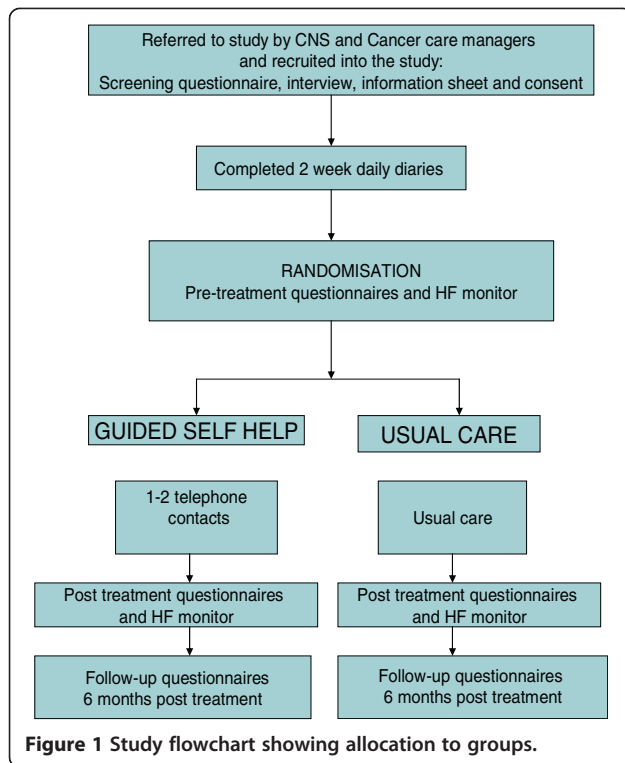 Referred to study by CNS and Cancer care managers
and recruited into the study:
Screening questionnaire, interview, information sheet and consent
Completed 2 week daily diaries
RANDOMISATION
Pre-treatment questionnaires and HF monitor
GUIDED SELF HELP
USUAL CARE
1-2 telephone
contacts
Usual care
Post treatment questionnaires
and HF monitor
Post treatment questionnaires
and HF monitor
Follow-up questionnaires
6 months post treatment
Follow-up questionnaires
6 months post treatment
Figure 1 Study flowchart showing allocation to groups.